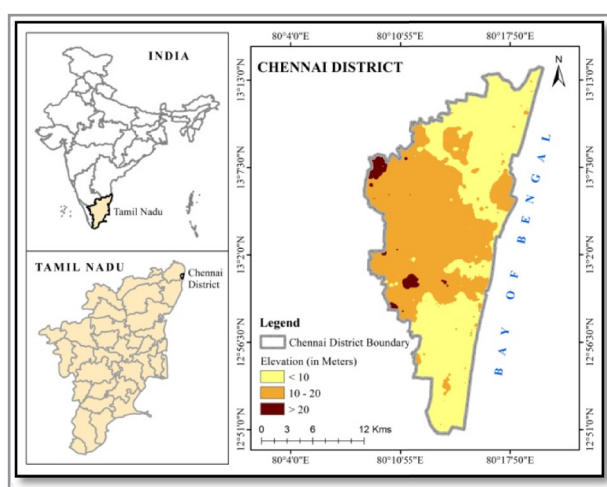 INDIA
Tamil Nadu
TAMIL NADU
Chennai
District
80°4'0"E 80°10'55"E 80°17'50"E
CHENNAI DISTRICT
N
13°13'0"N
13°7'30"N
13°2'0"N
12°56'30"N
12°51'0"N
BAY OF BENGAL
Legend
Chennai District Boundary
Elevation (in Meters)
< 10
10 - 20
> 20
0 3 6 12 Kms
80°4'0"E 80°10'55"E 80°17'50"E